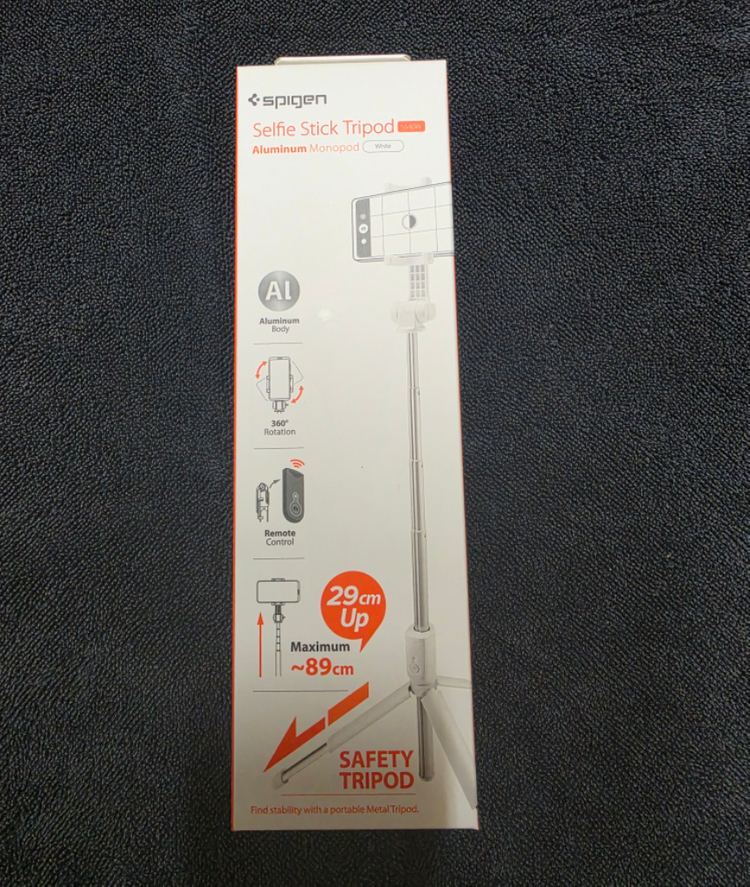 spigen
Selfie Stick Tripod
Aluminum Monopod White
Al
Aluminum
Body
360°
Rotation
Remote
Control
29cm
Up
Maximum
~89cm
SAFETY
TRIPOD
Find stability with a portable Metal Tripod.